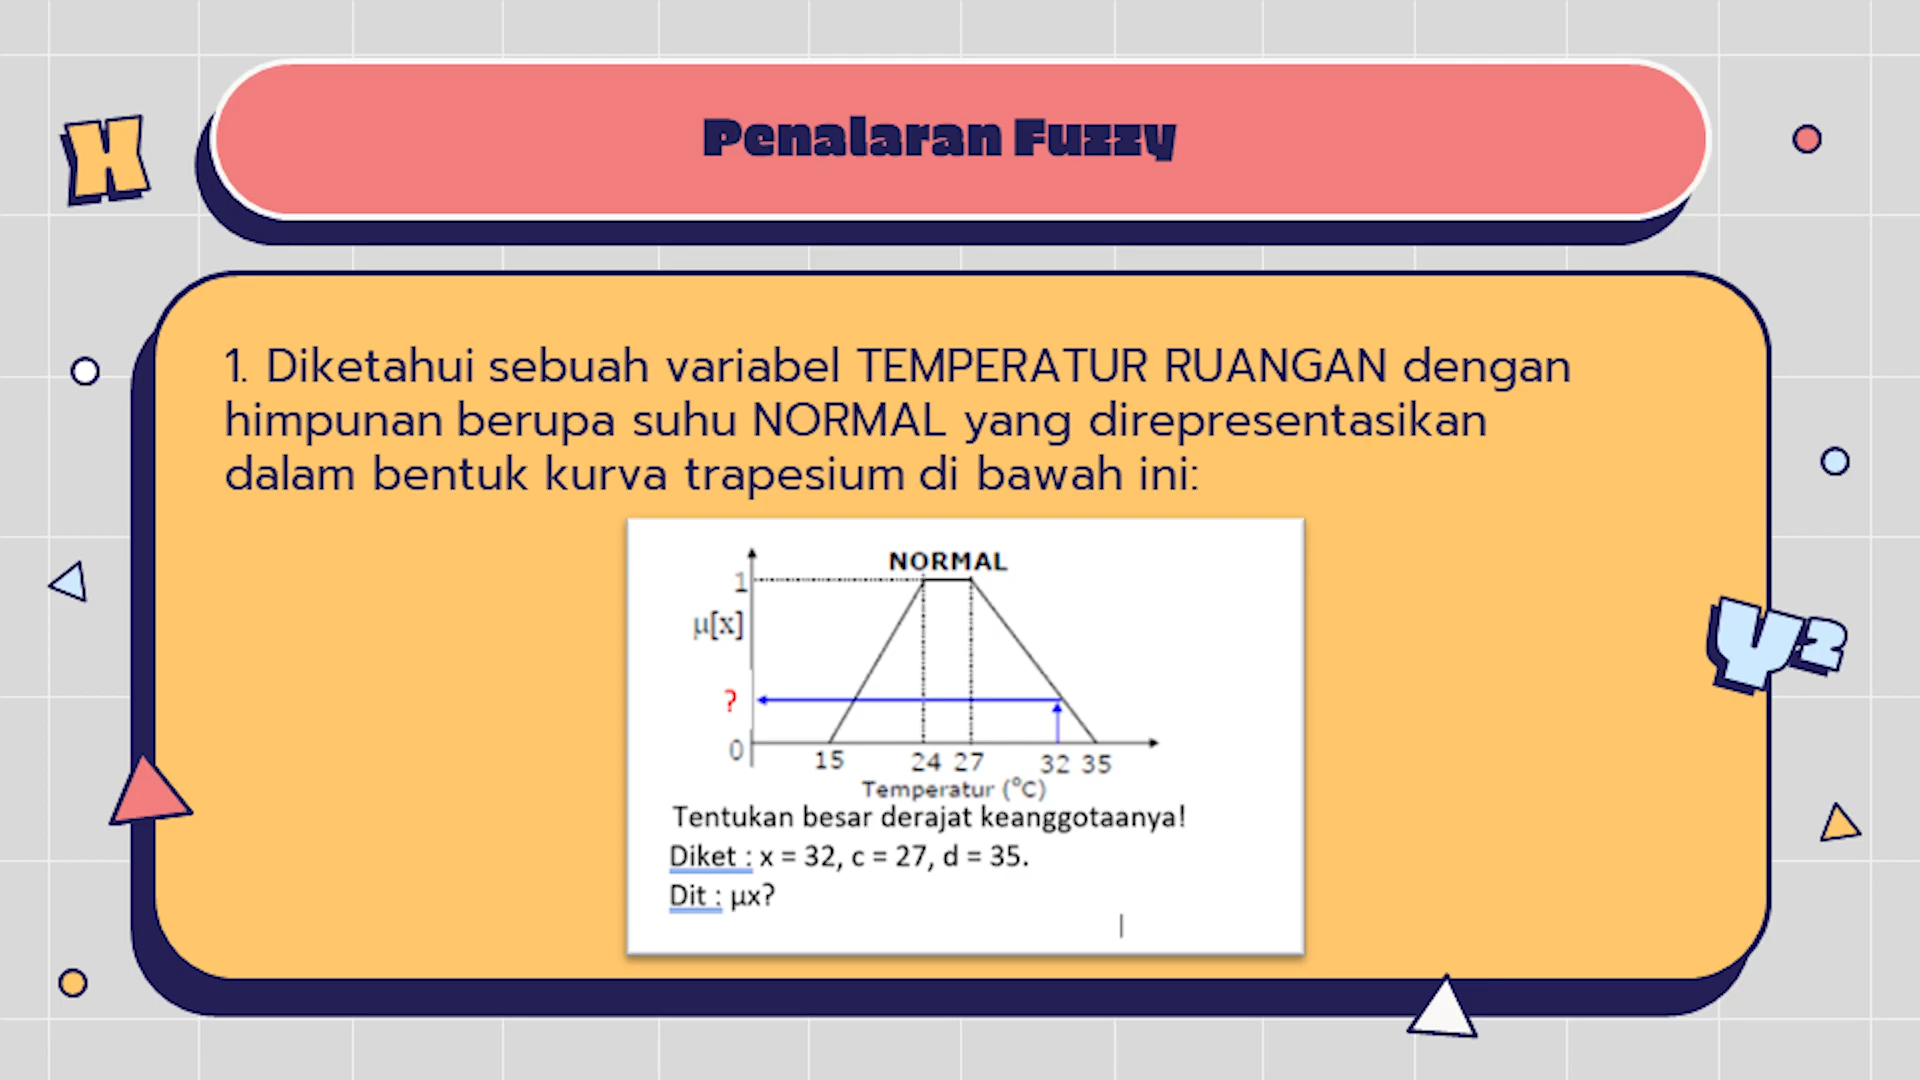 Penalaran Fuzzy
X
1. Diketahui sebuah variabel TEMPERATUR RUANGAN dengan
himpunan berupa suhu NORMAL yang direpresentasikan
dalam bentuk kurva trapesium di bawah ini:
NORMAL
1
μ[x]
?
0
15 24 27 32 35
Temperatur (°C)
Y²
Tentukan besar derajat keanggotaanya!
Diket : x = 32, c = 27, d = 35.
Dit : μx?